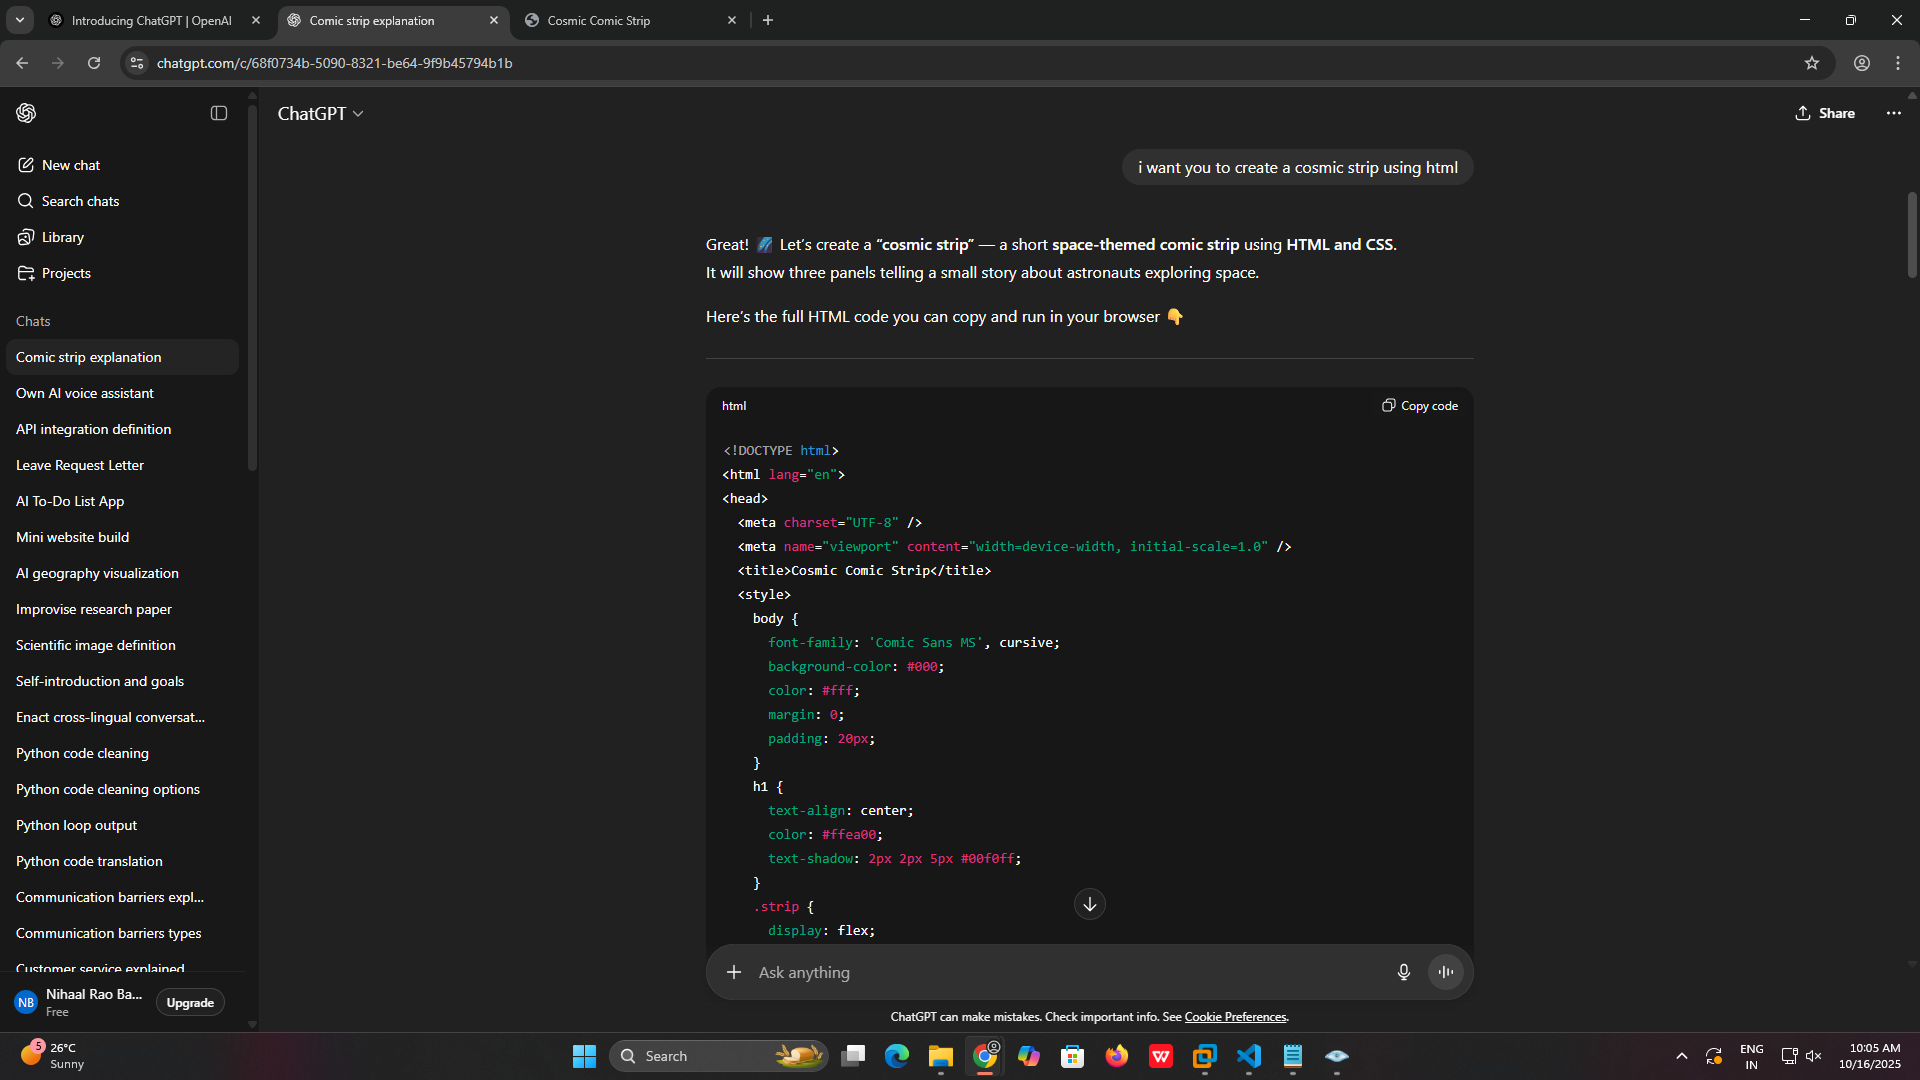 Introducing ChatGPT | OpenAI
Comic strip explanation
Cosmic Comic Strip
chatgpt.com/c/68f0734b-5090-8321-be64-9f9b45794b1b
ChatGPT
Share
New chat
Search chats
Library
Projects
Chats
Comic strip explanation
Own AI voice assistant
API integration definition
Leave Request Letter
AI To-Do List App
Mini website build
AI geography visualization
Improvise research paper
Scientific image definition
Self-introduction and goals
Enact cross-lingual conversat...
Python code cleaning
Python code cleaning options
Python loop output
Python code translation
Communication barriers expl...
Communication barriers types
Customer service explained
NB
Nihaal Rao Ba...
Free
Upgrade
i want you to create a cosmic strip using html
Great! 🌌 Let's create a "cosmic strip" — a short space-themed comic strip using HTML and CSS.
It will show three panels telling a small story about astronauts exploring space.
Here's the full HTML code you can copy and run in your browser 👇
html
Copy code
<!DOCTYPE html>
<html lang="en">
<head>
<meta charset="UTF-8" />
<meta name="viewport" content="width=device-width, initial-scale=1.0" />
<title>Cosmic Comic Strip</title>
<style>
body {
font-family: 'Comic Sans MS', cursive;
background-color: #000;
color: #fff;
margin: 0;
padding: 20px;
}
h1 {
text-align: center;
color: #ffea00;
text-shadow: 2px 2px 5px #00f0ff;
}
.strip {
display: flex;
Ask anything
ChatGPT can make mistakes. Check important info. See Cookie Preferences.
5
26°C
Sunny
Search
W
ENG
IN
10:05 AM
10/16/2025